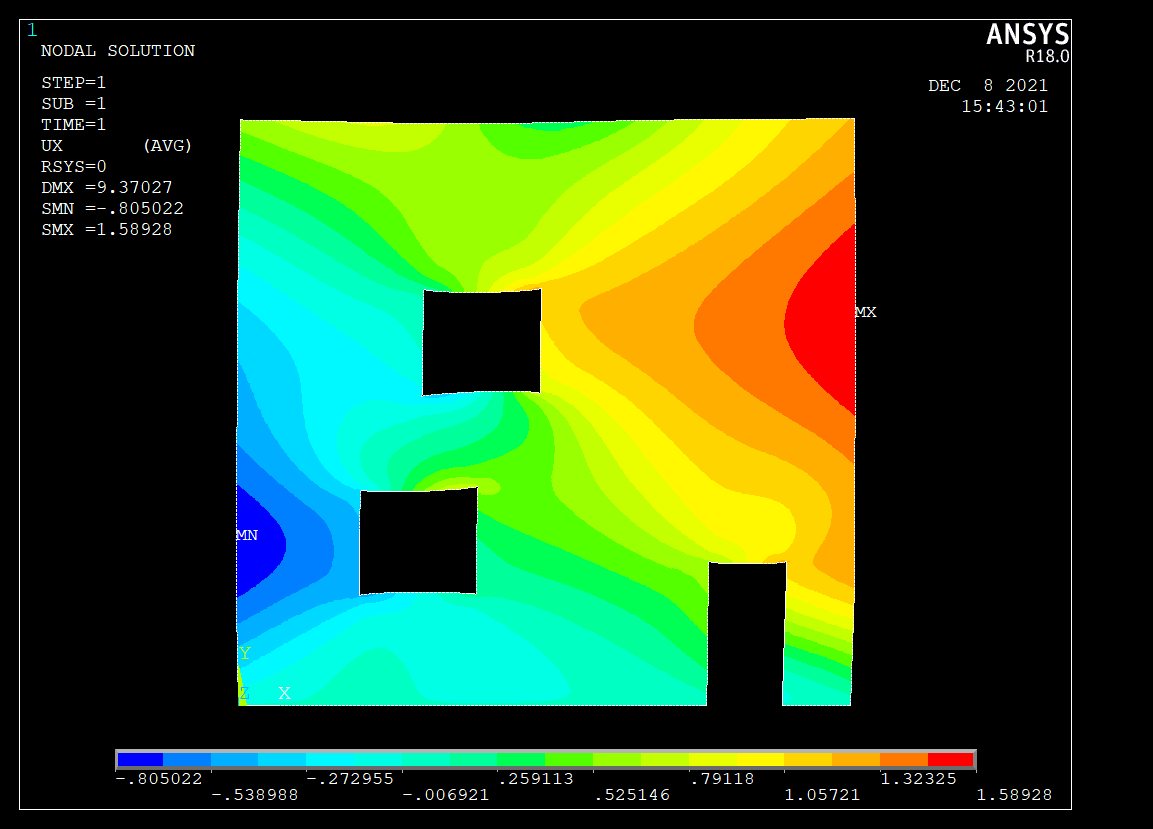 1
ANSYS
R18.0
NODAL SOLUTION
STEP=1
SUB =1
TIME=1
UX (AVG)
RSYS=0
DMX =9.37027
SMN =-.805022
SMX =1.58928
DEC 8 2021
15:43:01
MX
MN
Y
Z X
-.805022 -.272955 .259113 .79118 1.32325
-.538988 -.006921 .525146 1.05721 1.58928